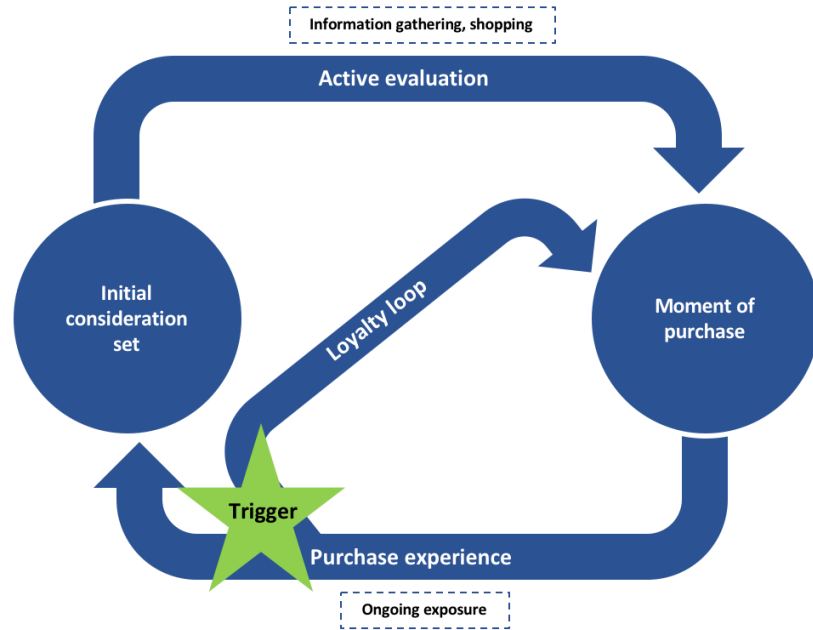 Information gathering, shopping
Active evaluation
Initial
consideration
set
Loyalty loop
Moment of
purchase
Trigger
Purchase experience
Ongoing exposure